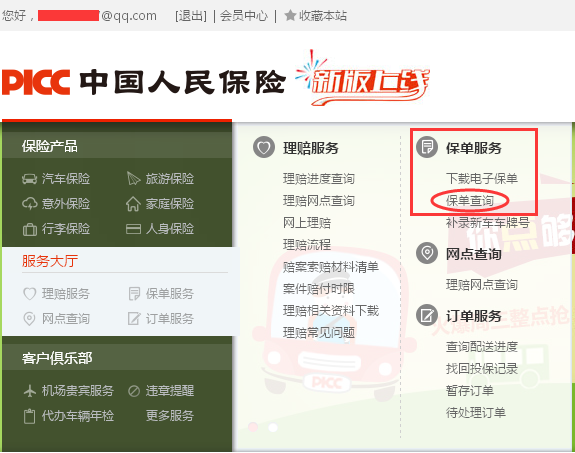 您好， @qq.com [退出] | 会员中心 | 收藏本站
PICC 中国人民保险 新版上线
保险产品
汽车保险 旅游保险
意外保险 家庭保险
行李保险 人身保险
服务大厅
理赔服务 保单服务
网点查询 订单服务
客户俱乐部
机场贵宾服务 违章提醒
代办车辆年检 更多服务
理赔服务
理赔进度查询
理赔网点查询
网上理赔
理赔流程
赔案索赔材料清单
案件赔付时限
理赔相关资料下载
理赔常见问题
保单服务
下载电子保单
保单查询
补录新车车牌号
网点查询
理赔网点查询
订单服务
查询配送进度
找回投保记录
暂存订单
待处理订单
PICC